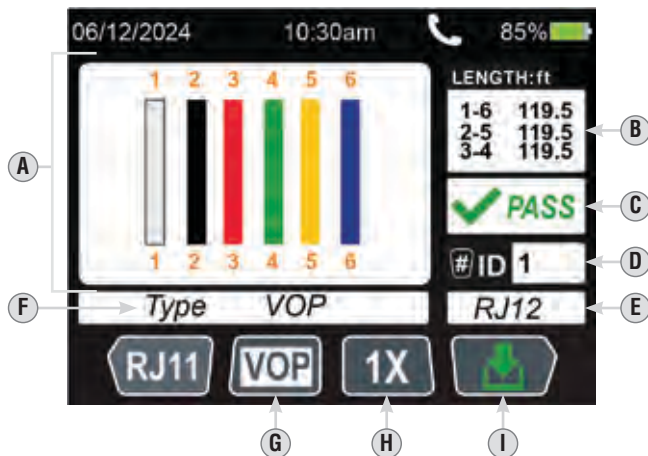 06/12/2024 10:30am 85%
1 2 3 4 5 6
LENGTH:ft
1-6 119.5
2-5 119.5
3-4 119.5
B
A
PASS
C
1 2 3 4 5 6
# ID 1
D
F
Type VOP
RJ12
E
RJ11 VOP 1X
G H I